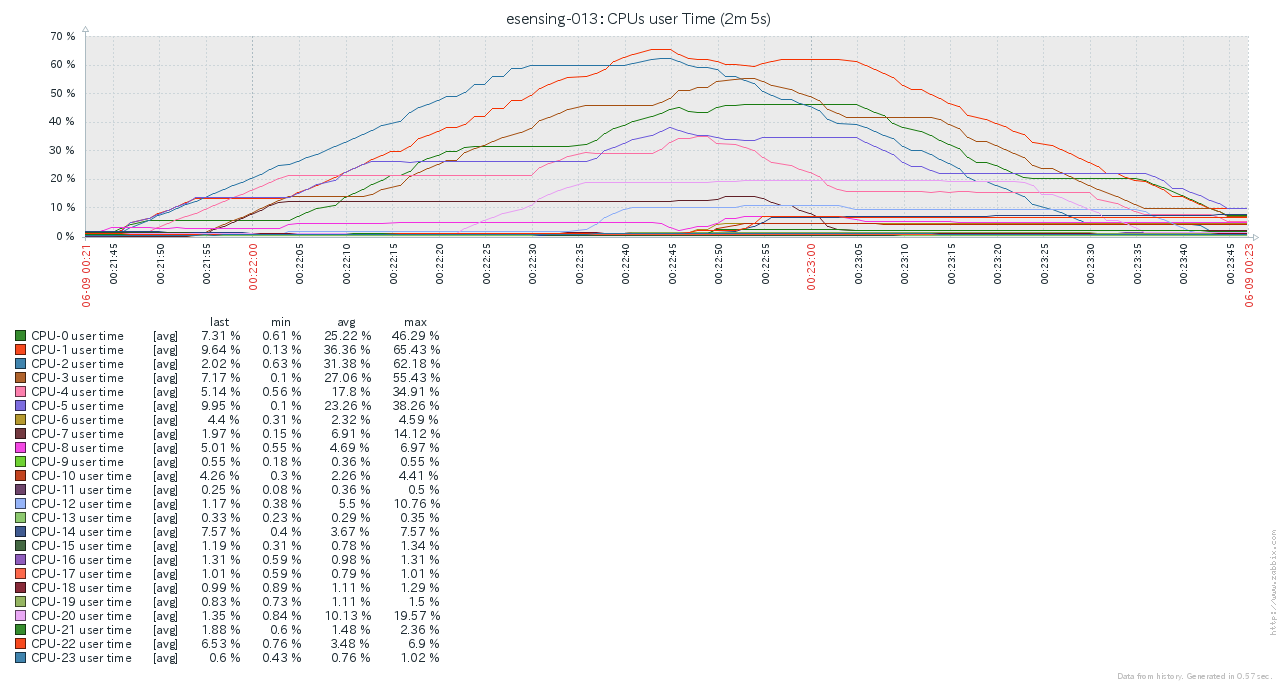 esensing-013: CPUs user Time (2m 5s)
70 %
60 %
50 %
40 %
30 %
20 %
10 %
0 %
06-09 00:21
00:21:45
00:21:50
00:21:55
00:22:00
00:22:05
00:22:10
00:22:15
00:22:20
00:22:25
00:22:30
00:22:35
00:22:40
00:22:45
00:22:50
00:22:55
00:23:00
00:23:05
00:23:10
00:23:15
00:23:20
00:23:25
00:23:30
00:23:35
00:23:40
00:23:45
06-09 00:23
last min avg max
CPU-0 user time [avg] 7.31 % 0.61 % 25.22 % 46.29 %
CPU-1 user time [avg] 9.64 % 0.13 % 36.36 % 65.43 %
CPU-2 user time [avg] 2.02 % 0.63 % 31.38 % 62.18 %
CPU-3 user time [avg] 7.17 % 0.1 % 27.06 % 55.43 %
CPU-4 user time [avg] 5.14 % 0.56 % 17.8 % 34.91 %
CPU-5 user time [avg] 9.95 % 0.1 % 23.26 % 38.26 %
CPU-6 user time [avg] 4.4 % 0.31 % 2.32 % 4.59 %
CPU-7 user time [avg] 1.97 % 0.15 % 6.91 % 14.12 %
CPU-8 user time [avg] 5.01 % 0.55 % 4.69 % 6.97 %
CPU-9 user time [avg] 0.55 % 0.18 % 0.36 % 0.55 %
CPU-10 user time [avg] 4.26 % 0.3 % 2.26 % 4.41 %
CPU-11 user time [avg] 0.25 % 0.08 % 0.36 % 0.5 %
CPU-12 user time [avg] 1.17 % 0.38 % 5.5 % 10.76 %
CPU-13 user time [avg] 0.33 % 0.23 % 0.29 % 0.35 %
CPU-14 user time [avg] 7.57 % 0.4 % 3.67 % 7.57 %
CPU-15 user time [avg] 1.19 % 0.31 % 0.78 % 1.34 %
CPU-16 user time [avg] 1.31 % 0.59 % 0.98 % 1.31 %
CPU-17 user time [avg] 1.01 % 0.59 % 0.79 % 1.01 %
CPU-18 user time [avg] 0.99 % 0.89 % 1.11 % 1.29 %
CPU-19 user time [avg] 0.83 % 0.73 % 1.11 % 1.5 %
CPU-20 user time [avg] 1.35 % 0.84 % 10.13 % 19.57 %
CPU-21 user time [avg] 1.88 % 0.6 % 1.48 % 2.36 %
CPU-22 user time [avg] 6.53 % 0.76 % 3.48 % 6.9 %
CPU-23 user time [avg] 0.6 % 0.43 % 0.76 % 1.02 %
http://www.zabbix.com
Data from history. Generated in 0.57 sec.